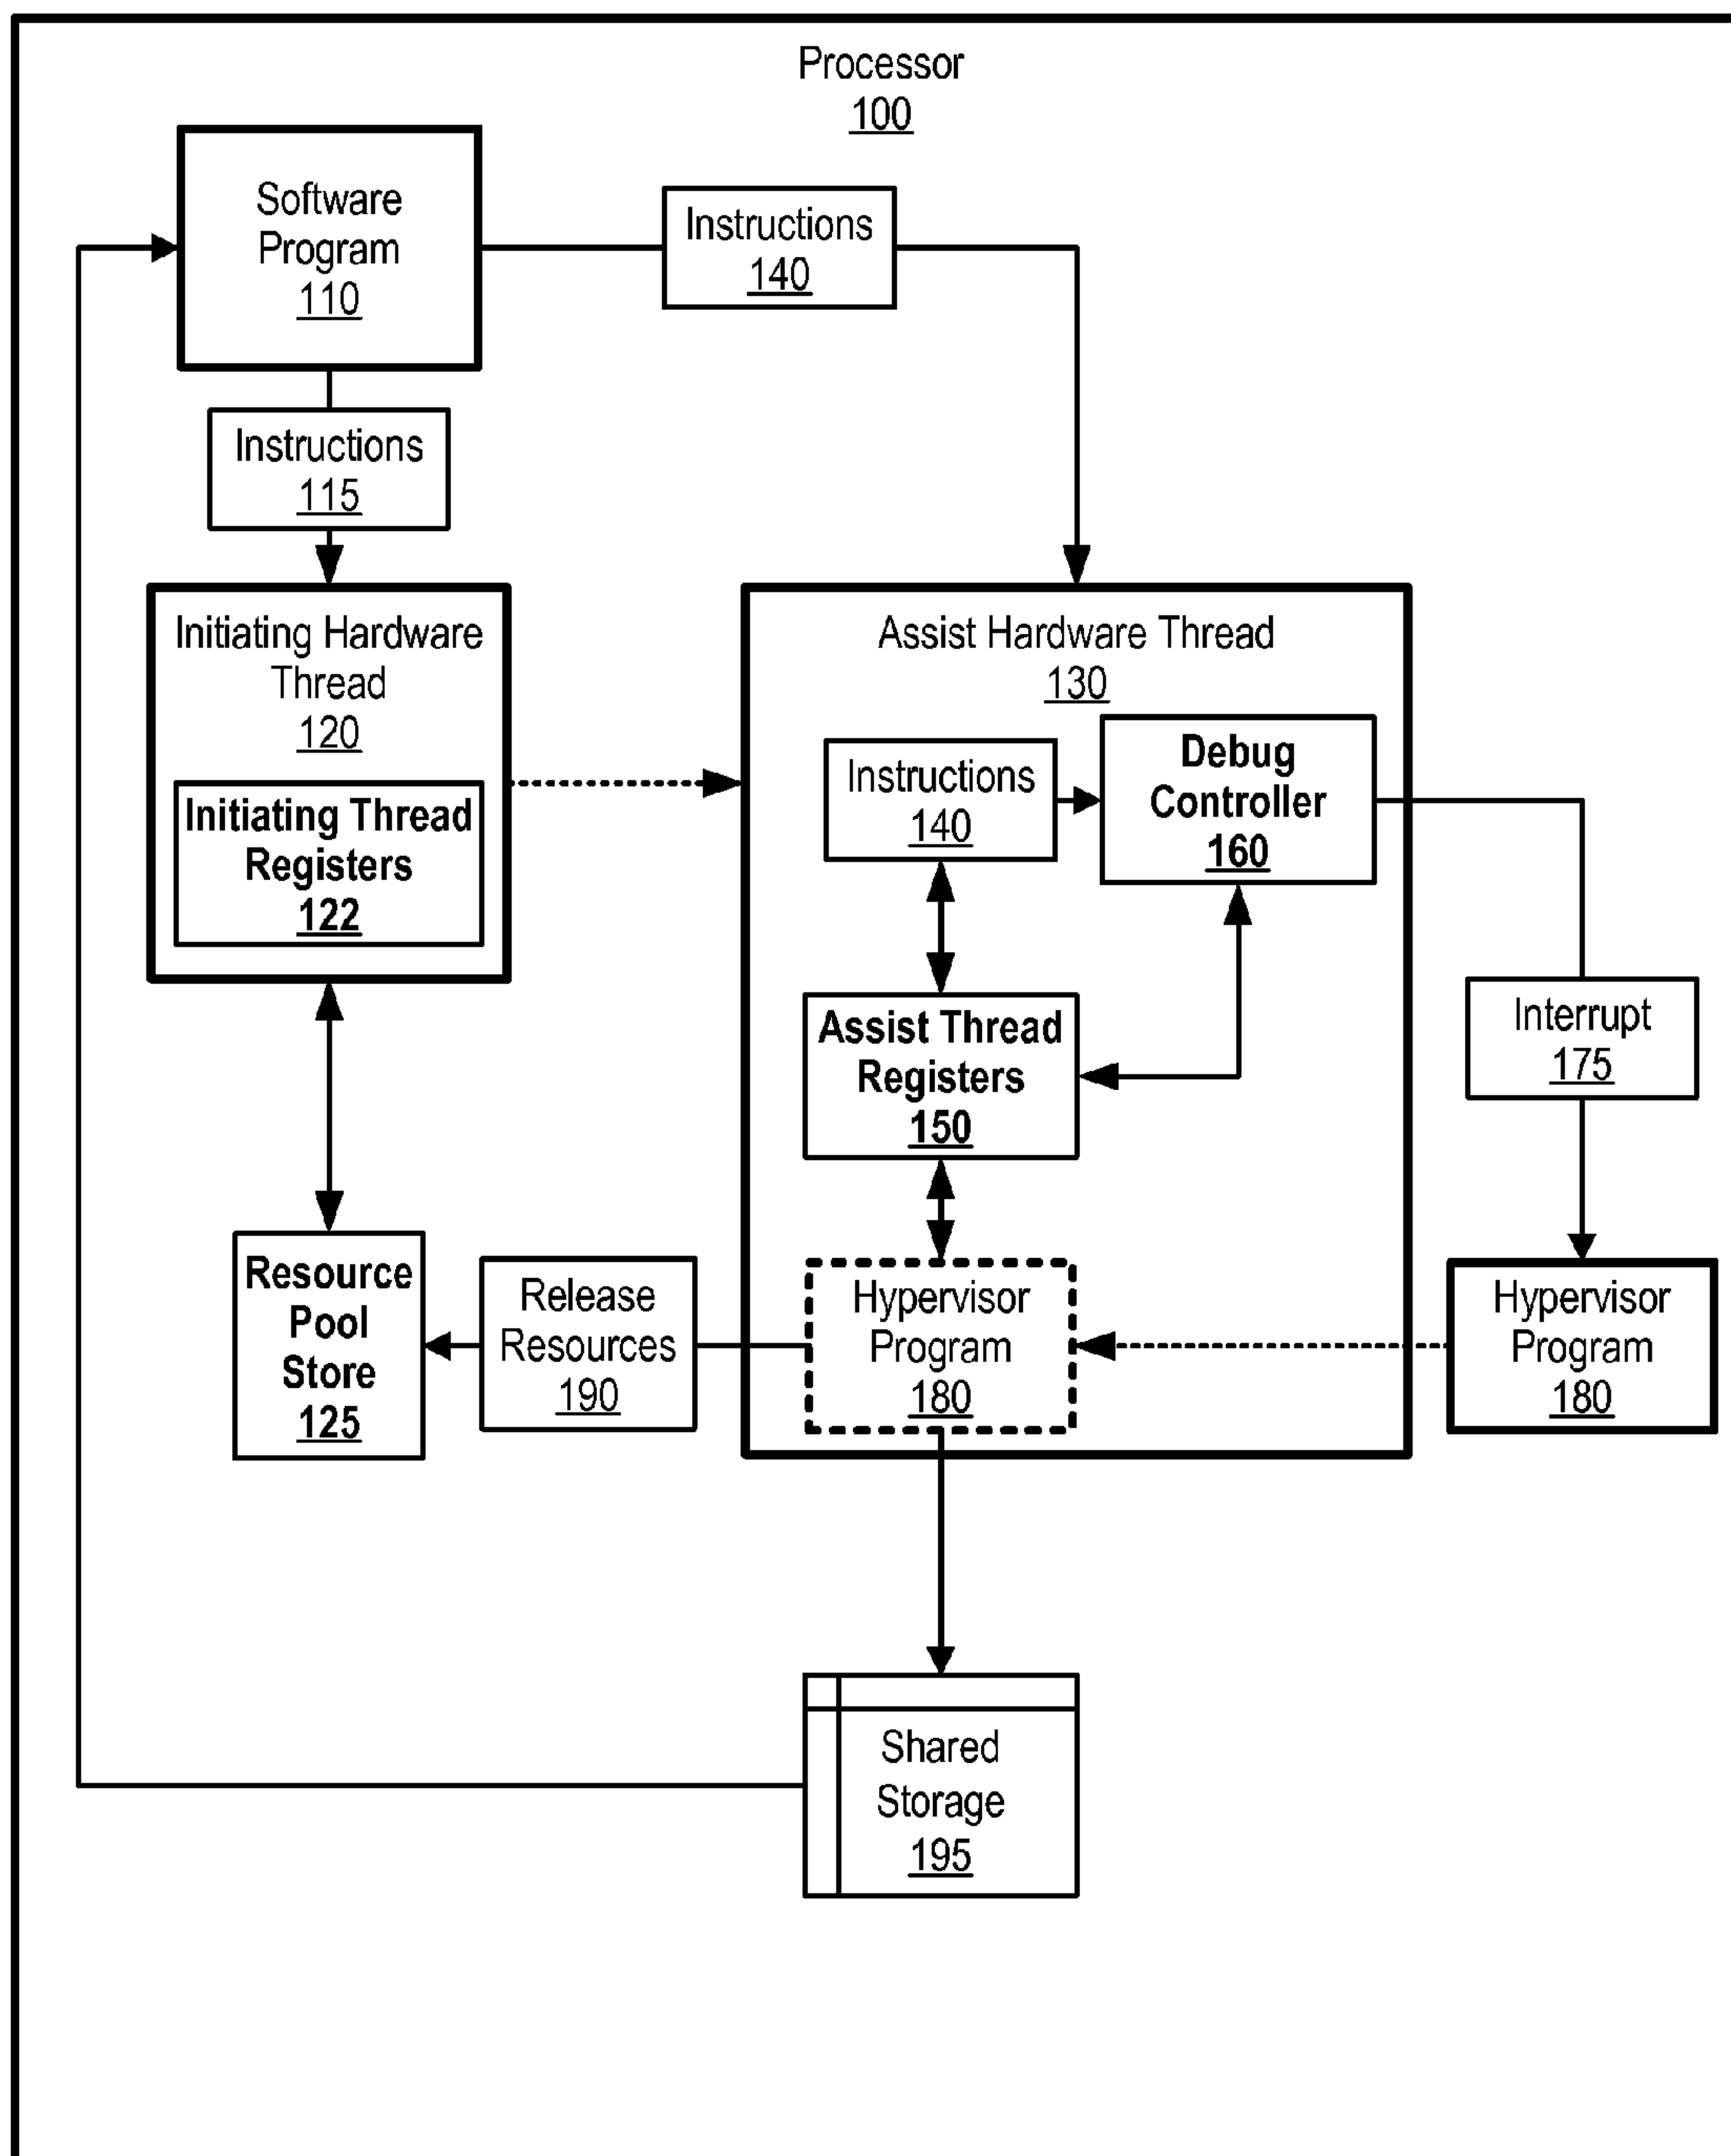 Processor
100
Software
Program
110
Instructions
140
Instructions
115
Initiating Hardware
Thread
120
Initiating Thread
Registers
122
Assist Hardware Thread
130
Instructions
140
Debug
Controller
160
Assist Thread
Registers
150
Interrupt
175
Resource
Pool
Store
125
Release
Resources
190
Hypervisor
Program
180
Hypervisor
Program
180
Shared
Storage
195